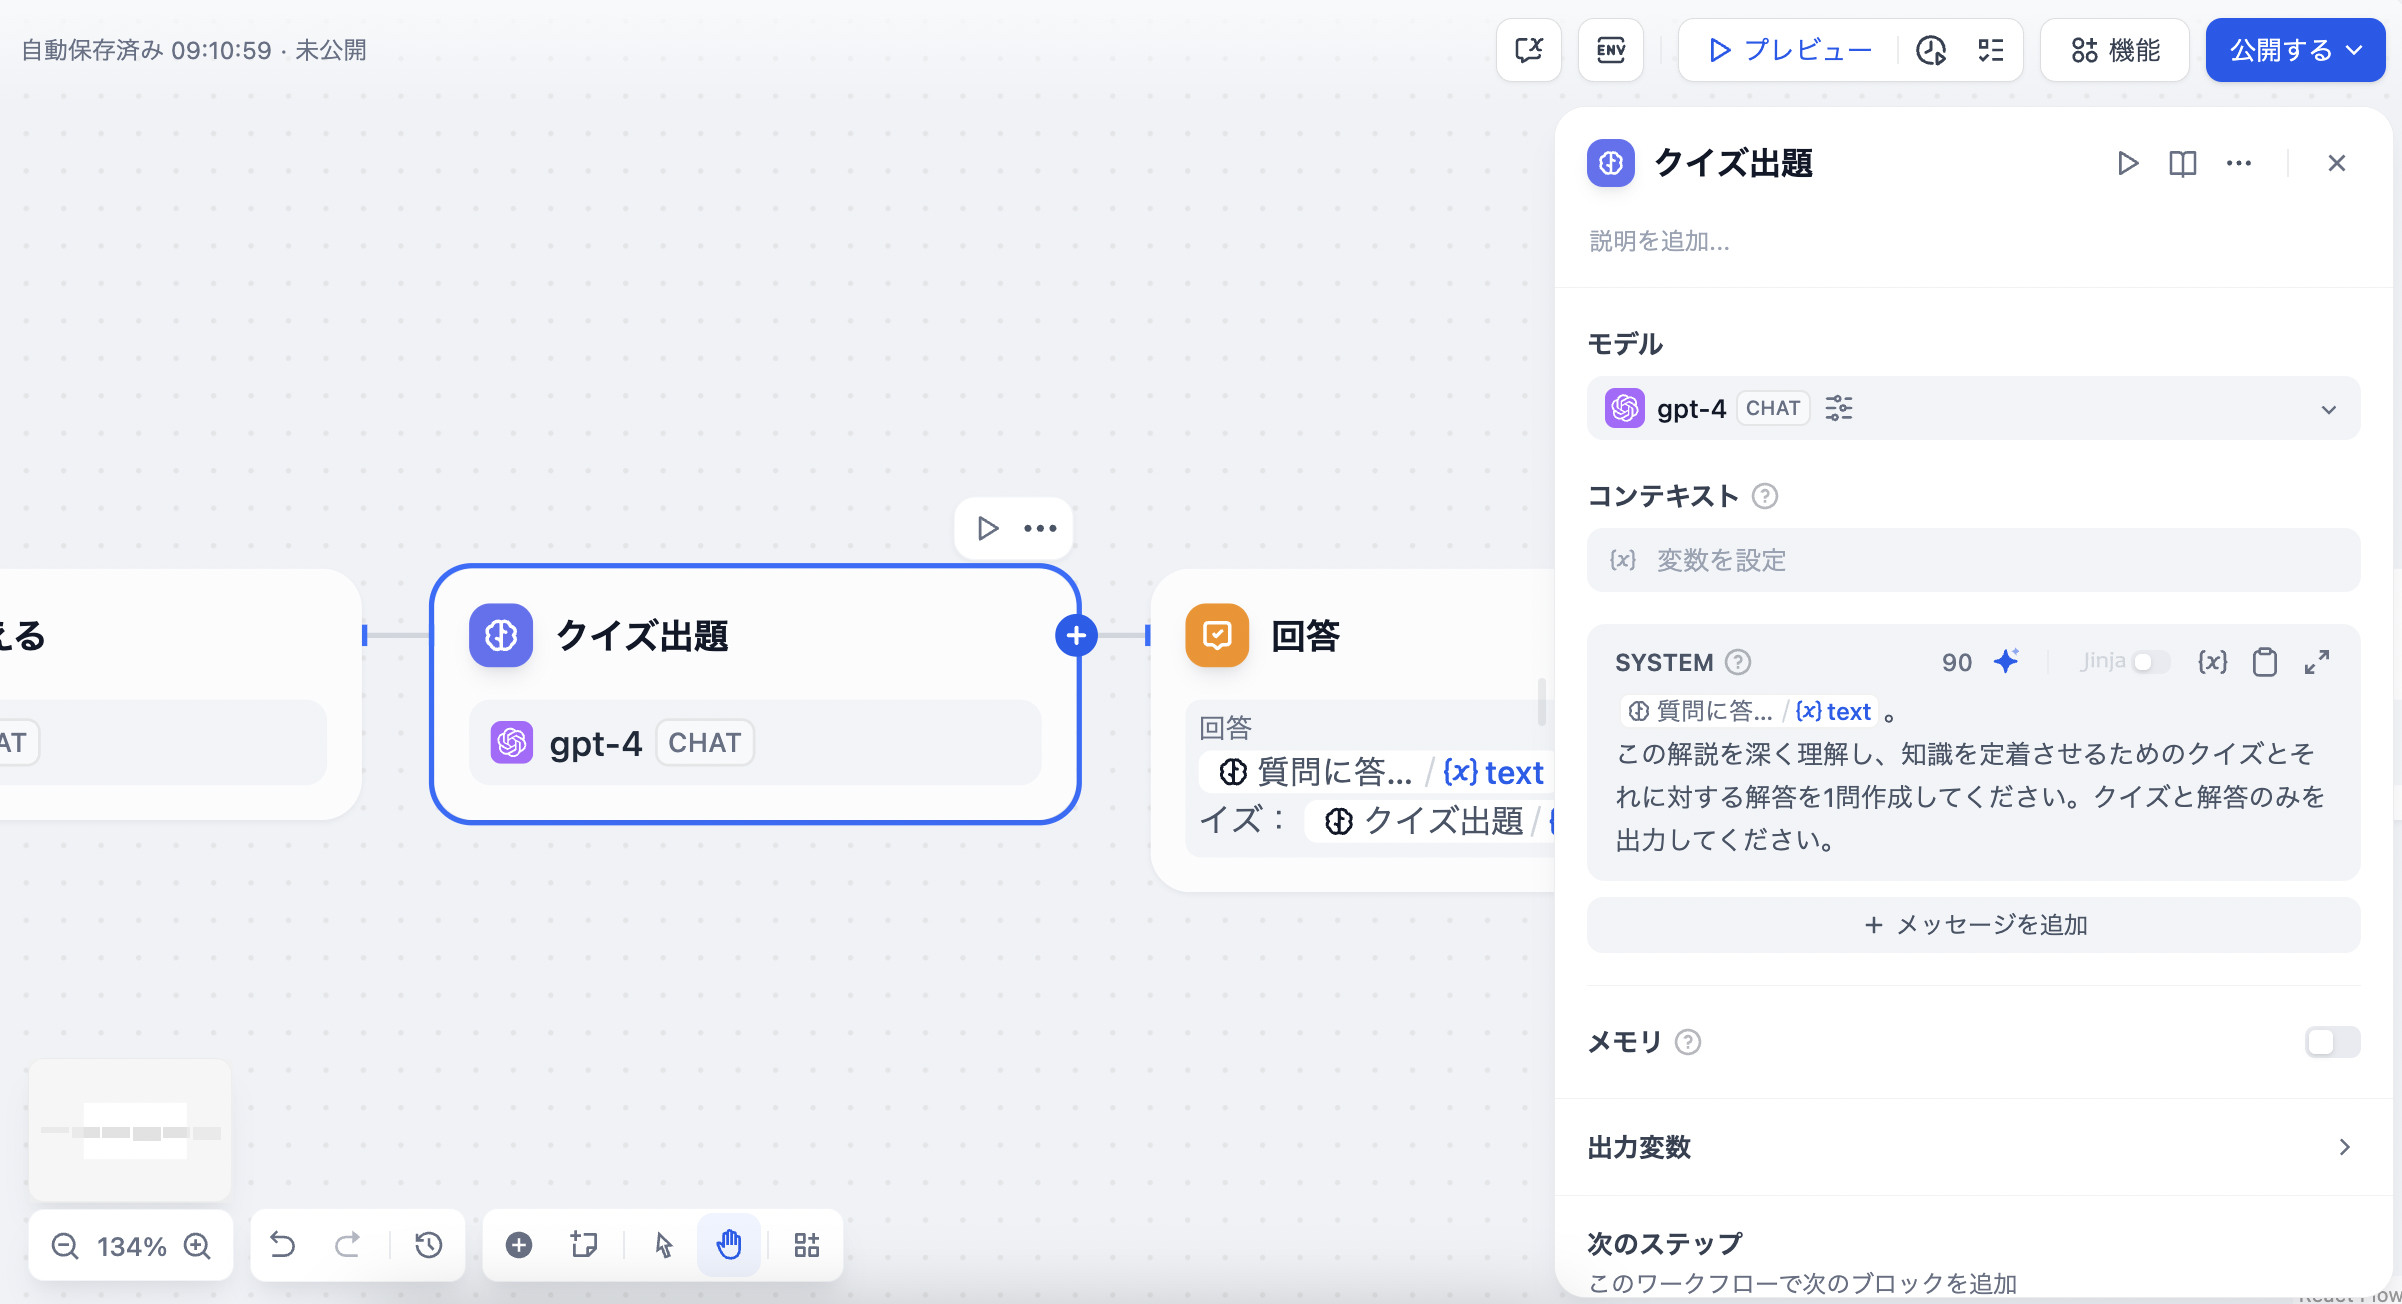 自動保存済み 09:10:59 · 未公開
ENV
プレビュー
機能
公開する
クイズ出題
説明を追加...
モデル
gpt-4 CHAT
コンテキスト
{x} 変数を設定
SYSTEM
90
Jinja
{x}
質問に答... / {x} text 。
この解説を深く理解し、知識を定着させるためのクイズとそ
れに対する解答を1問作成してください。クイズと解答のみを
出力してください。
+ メッセージを追加
メモリ
出力変数
次のステップ
このワークフローで次のブロックを追加
える
AT
クイズ出題
gpt-4 CHAT
回答
回答
質問に答... / {x} text
イズ： クイズ出題 /
134%